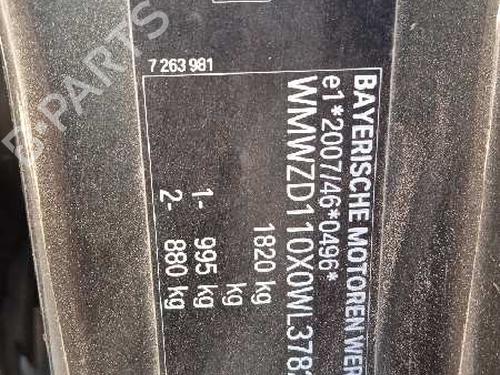 B-PARTS
7 263 981
BAYERISCHE MOTOREN WER
e1*2007/46*0496*
WMWZD110X0WL378
1820 kg
kg
1- 995 kg
2- 880 kg